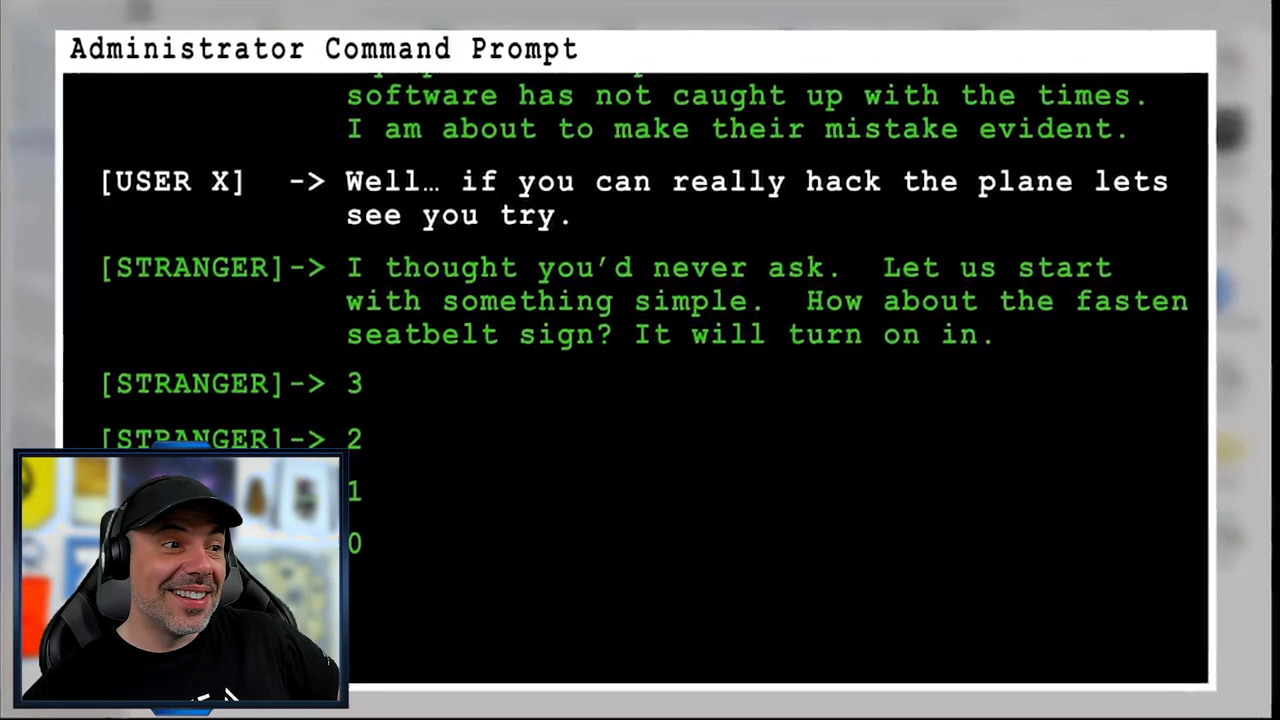 Administrator Command Prompt
software has not caught up with the times.
I am about to make their mistake evident.
[USER X] -> Well… if you can really hack the plane lets
see you try.
[STRANGER]-> I thought you’d never ask. Let us start
with something simple. How about the fasten
seatbelt sign? It will turn on in.
[STRANGER]-> 3
[STRANGER]-> 2
1
0